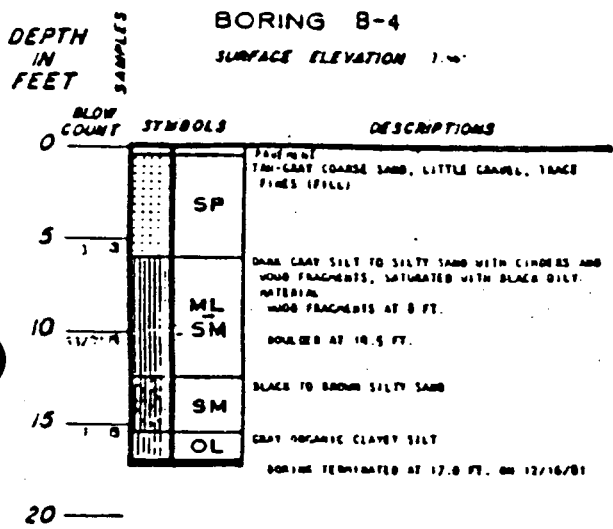 BORING B-4
SURFACE ELEVATION
DEPTH
IN
FEET
SAMPLES
BLOW
COUNT
SYMBOLS
DESCRIPTIONS
0
PAVEMENT
TAN-GRAY COARSE SAND, LITTLE GRAVEL, TRACE
FINES (FILL)
SP
5
3
DARK GRAY SILT TO SILTY SAND WITH CINDERS AND
WOOD FRAGMENTS, SATURATED WITH BLACK OILY
MATERIAL
WOOD FRAGMENTS AT 8 FT.
ML
SM
10
BOULDER AT 10.5 FT.
BLACK TO BROWN SILTY SAND
SM
15
GRAY ORGANIC CLAYEY SILT
OL
BORING TERMINATED AT 17.0 FT. ON 12/16/81
20